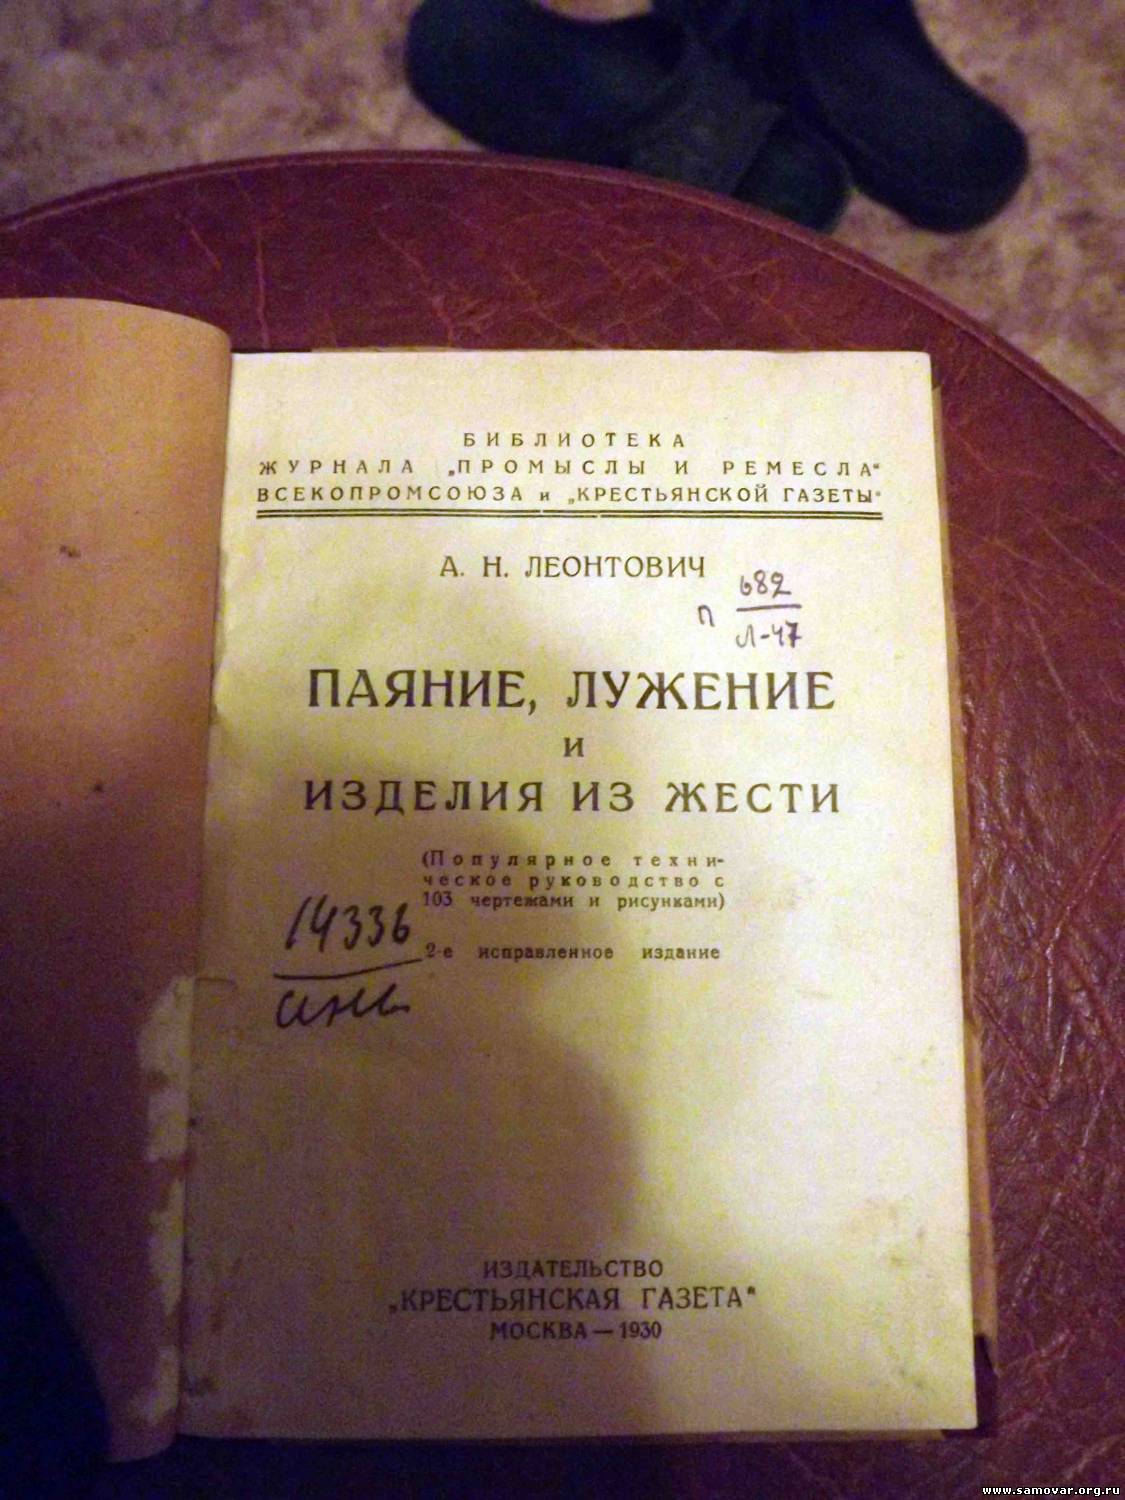 БИБЛИОТЕКА
ЖУРНАЛА „ПРОМЫСЛЫ И РЕМЕСЛА"
ВСЕКОПРОМСОЮЗА и „КРЕСТЬЯНСКОЙ ГАЗЕТЫ"
А. Н. ЛЕОНТОВИЧ
682
П
Л-47
ПАЯНИЕ, ЛУЖЕНИЕ
И
ИЗДЕЛИЯ ИЗ ЖЕСТИ
(Популярное техни-
ческое руководство с
103 чертежами и рисунками)
14336
2-е исправленное издание
ИЗДАТЕЛЬСТВО
„КРЕСТЬЯНСКАЯ ГАЗЕТА"
МОСКВА — 1930
www.samovar.org.ru